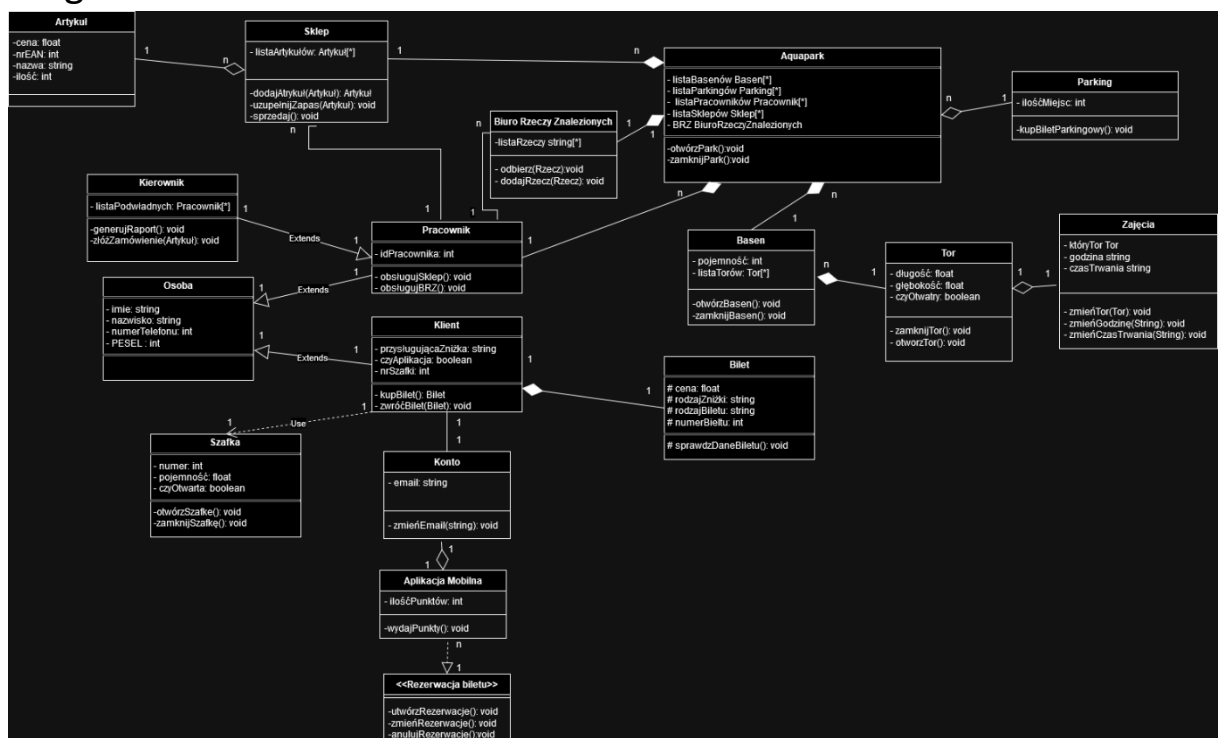 Artykuł
-cena: float
-nrEAN: int
-nazwa: string
-ilość: int
1
n
Sklep
- listaArtykułów: Artykuł[*]
-dodajAtrykuł(Artykuł): Artykuł
-uzupełnijZapas(Artykuł): void
-sprzedaj(): void
1
n
n
Aquapark
- listaBasenów Basen[*]
- listaParkingów Parking[*]
- listaPracowników Pracownik[*]
- listaSklepów Sklep[*]
- BRZ BiuroRzeczyZnalezionych
-otwórzPark():void
-zamknijPark():void
n
1
Parking
- ilośćMiejsc: int
-kupBiletParkingowy(): void
n
Biuro Rzeczy Znalezionych
-listaRzeczy string[*]
- odbierz(Rzecz):void
- dodajRzecz(Rzecz): void
1
1
n
n
Kierownik
- listaPodwładnych: Pracownik[*]
-generujRaport(): void
-złóżZamówienie(Artykuł): void
1
Extends
1
1
1
Pracownik
- idPracownika: int
- obsługujSklep(): void
- obsługujBRZ(): void
1
1
Basen
- pojemność: int
- listaTorów: Tor[*]
-otwórzBasen(): void
-zamknijBasen(): void
n
1
Tor
- długość: float
- głębokość: float
- czyOtwatry: boolean
- zamknijTor(): void
- otworzTor(): void
1
1
Zajęcia
- któryTor Tor
- godzina string
- czasTrwania string
- zmieńTor(Tor): void
- zmieńGodzinę(String): void
- zmieńCzasTrwania(String): void
Osoba
- imie: string
- nazwisko: string
- numerTelefonu: int
- PESEL : int
1
Extends
1
1
Extends
1
Klient
- przysługującaZniżka: string
- czyAplikacja: boolean
- nrSzafki: int
- kupBilet(): Bilet
- zwróćBilet(Bilet): void
1
1
Bilet
# cena: float
# rodzajZniżki: string
# rodzajBiletu: string
# numerBiełtu: int
# sprawdzDaneBiletu(): void
1
Use
1
Szafka
- numer: int
- pojemność: float
- czyOtwarta: boolean
-otwórzSzafke(): void
-zamknijSzafkę(): void
1
1
Konto
- email: string
- zmieńEmail(string): void
1
1
Aplikacja Mobilna
- ilośćPunktów: int
-wydajPunkty(): void
n
1
<<Rezerwacja biletu>>
-utwórzRezerwacje(): void
-zmieńRezerwacje(): void
-anulujRezerwacje():void